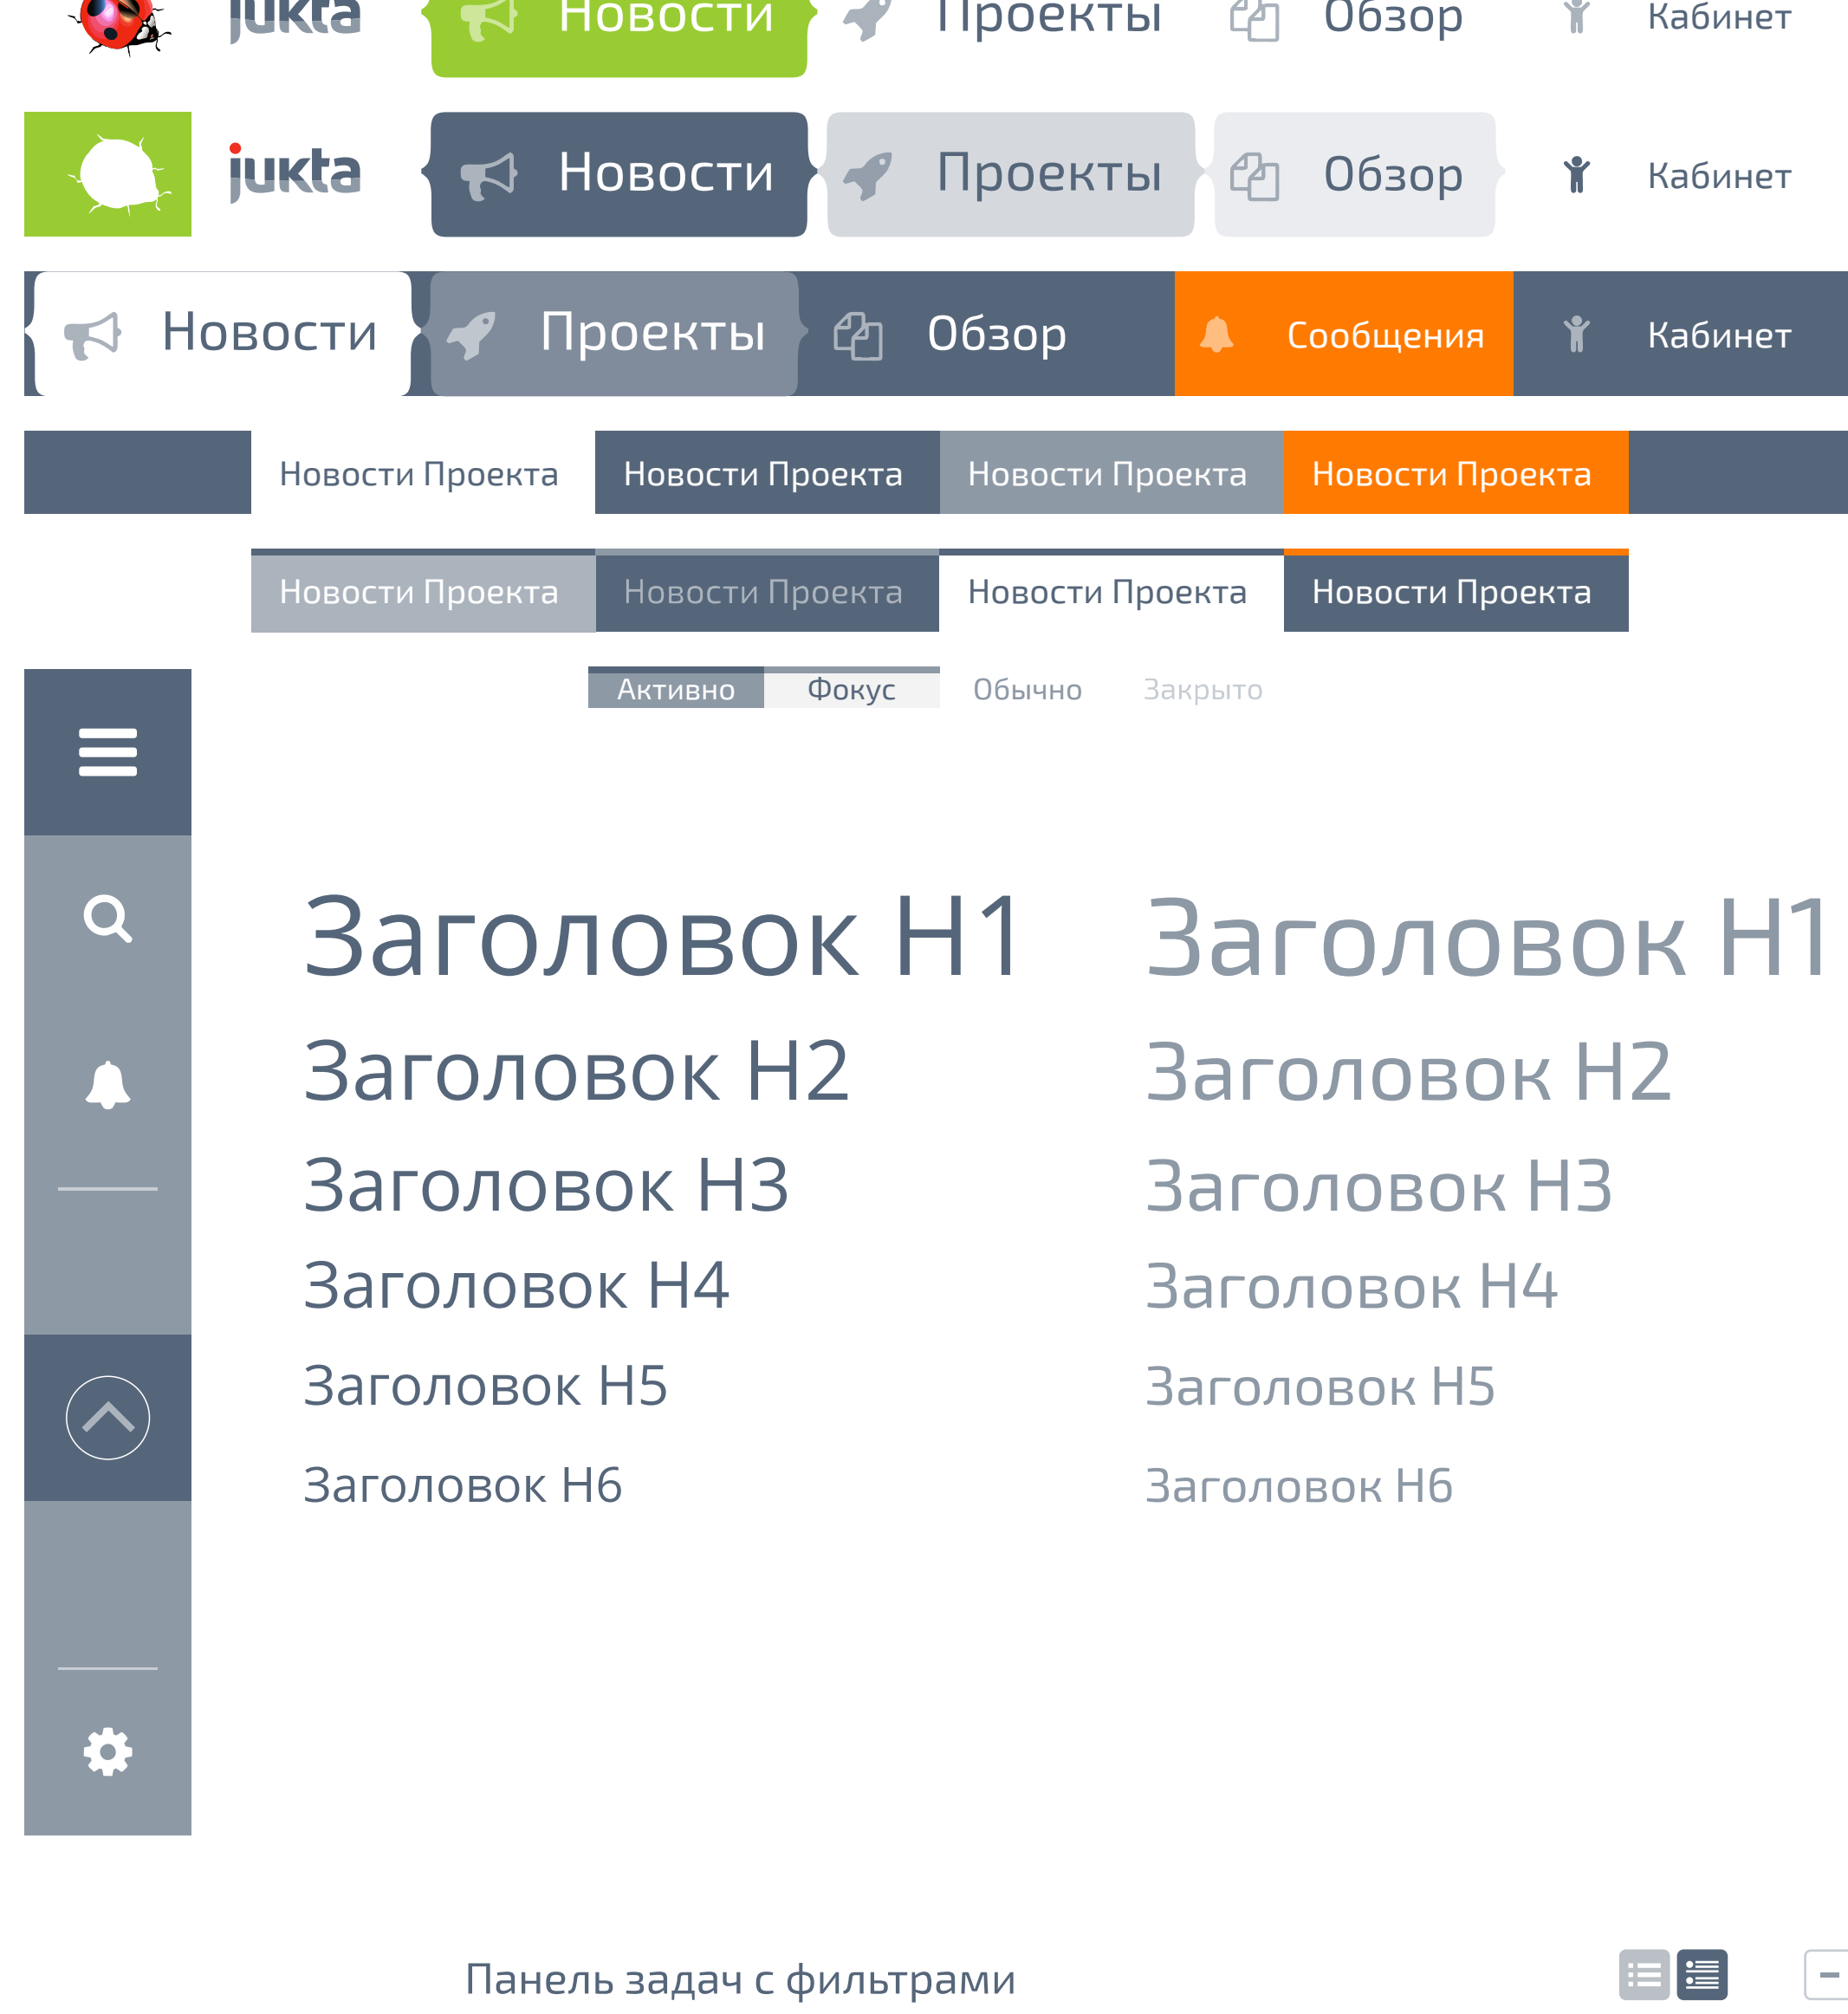 jukta Новости Проекты Обзор Кабинет
jukta Новости Проекты Обзор Кабинет
Новости Проекты Обзор Сообщения Кабинет
Новости Проекта Новости Проекта Новости Проекта Новости Проекта
Новости Проекта Новости Проекта Новости Проекта Новости Проекта
Активно Фокус Обычно Закрыто
Заголовок H1 Заголовок H1
Заголовок H2 Заголовок H2
Заголовок H3 Заголовок H3
Заголовок H4 Заголовок H4
Заголовок H5 Заголовок H5
Заголовок H6 Заголовок H6
Панель задач с фильтрами